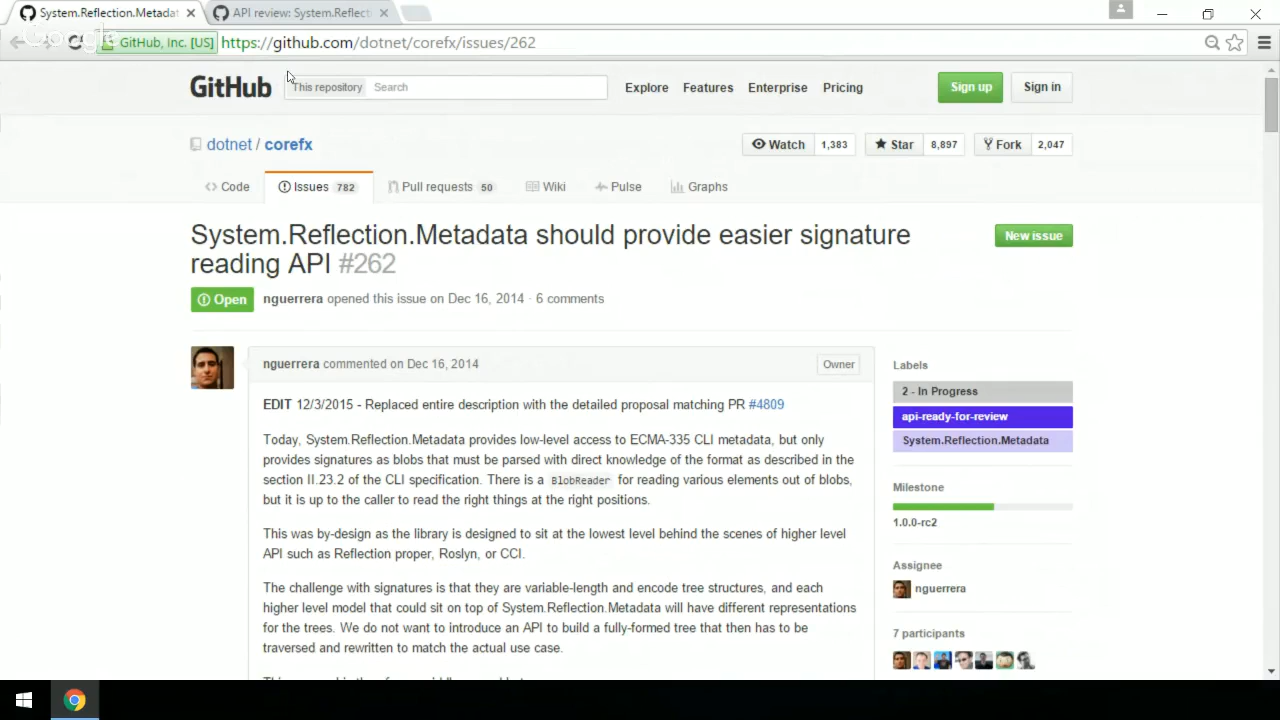 System.Reflection.Metadat
API review: System.Reflecti
Google
GitHub, Inc. [US]
https://github.com/dotnet/corefx/issues/262
GitHub
This repository
Search
Explore
Features
Enterprise
Pricing
Sign up
Sign in
dotnet / corefx
Watch
1,383
Star
8,897
Fork
2,047
Code
Issues 782
Pull requests 50
Wiki
Pulse
Graphs
System.Reflection.Metadata should provide easier signature
reading API #262
New issue
Open
nguerrera opened this issue on Dec 16, 2014 · 6 comments
nguerrera commented on Dec 16, 2014
Owner
EDIT 12/3/2015 - Replaced entire description with the detailed proposal matching PR #4809
Today, System.Reflection.Metadata provides low-level access to ECMA-335 CLI metadata, but only
provides signatures as blobs that must be parsed with direct knowledge of the format as described in the
section II.23.2 of the CLI specification. There is a BlobReader for reading various elements out of blobs,
but it is up to the caller to read the right things at the right positions.
This was by-design as the library is designed to sit at the lowest level behind the scenes of higher level
API such as Reflection proper, Roslyn, or CCI.
The challenge with signatures is that they are variable-length and encode tree structures, and each
higher level model that could sit on top of System.Reflection.Metadata will have different representations
for the trees. We do not want to introduce an API to build a fully-formed tree that then has to be
traversed and rewritten to match the actual use case.
Labels
2 - In Progress
api-ready-for-review
System.Reflection.Metadata
Milestone
1.0.0-rc2
Assignee
nguerrera
7 participants